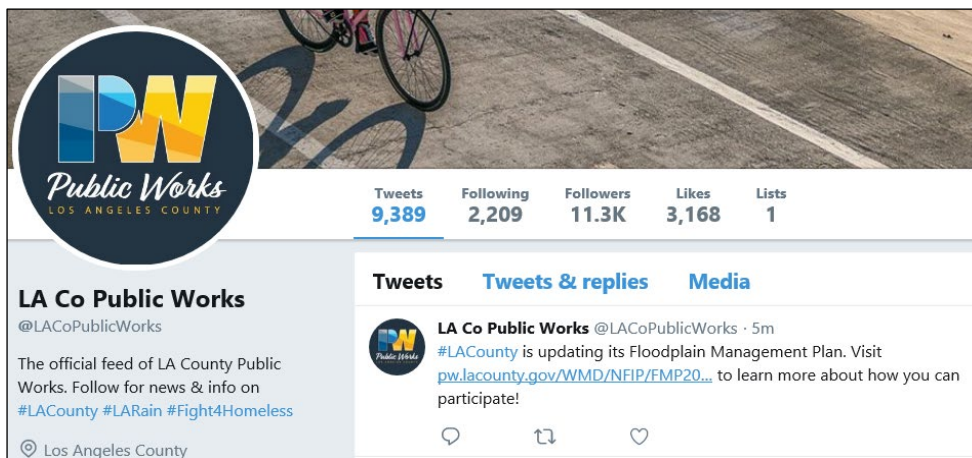 PW
Public Works
LOS ANGELES COUNTY
Tweets Following Followers Likes Lists
9,389 2,209 11.3K 3,168 1
LA Co Public Works
@LACoPublicWorks
The official feed of LA County Public
Works. Follow for news & info on
#LACounty #LARain #Fight4Homeless
Los Angeles County
Tweets Tweets & replies Media
PW
Public Works
LA Co Public Works @LACoPublicWorks · 5m
#LACounty is updating its Floodplain Management Plan. Visit
pw.lacounty.gov/WMD/NFIP/FMP20... to learn more about how you can
participate!